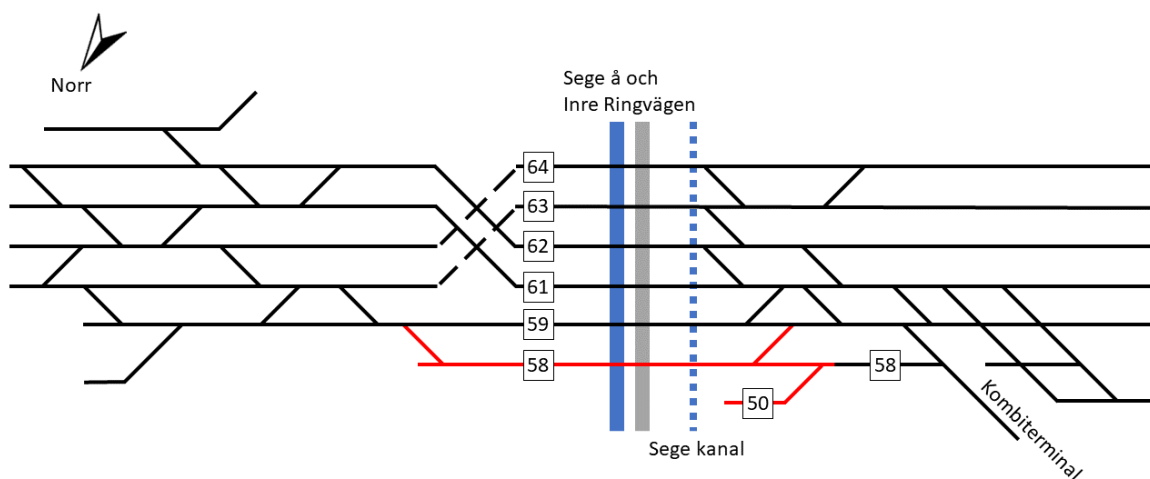 Norr
Sege å och
Inre Ringvägen
64
63
62
61
59
58
58
50
Kombiterminal
Sege kanal